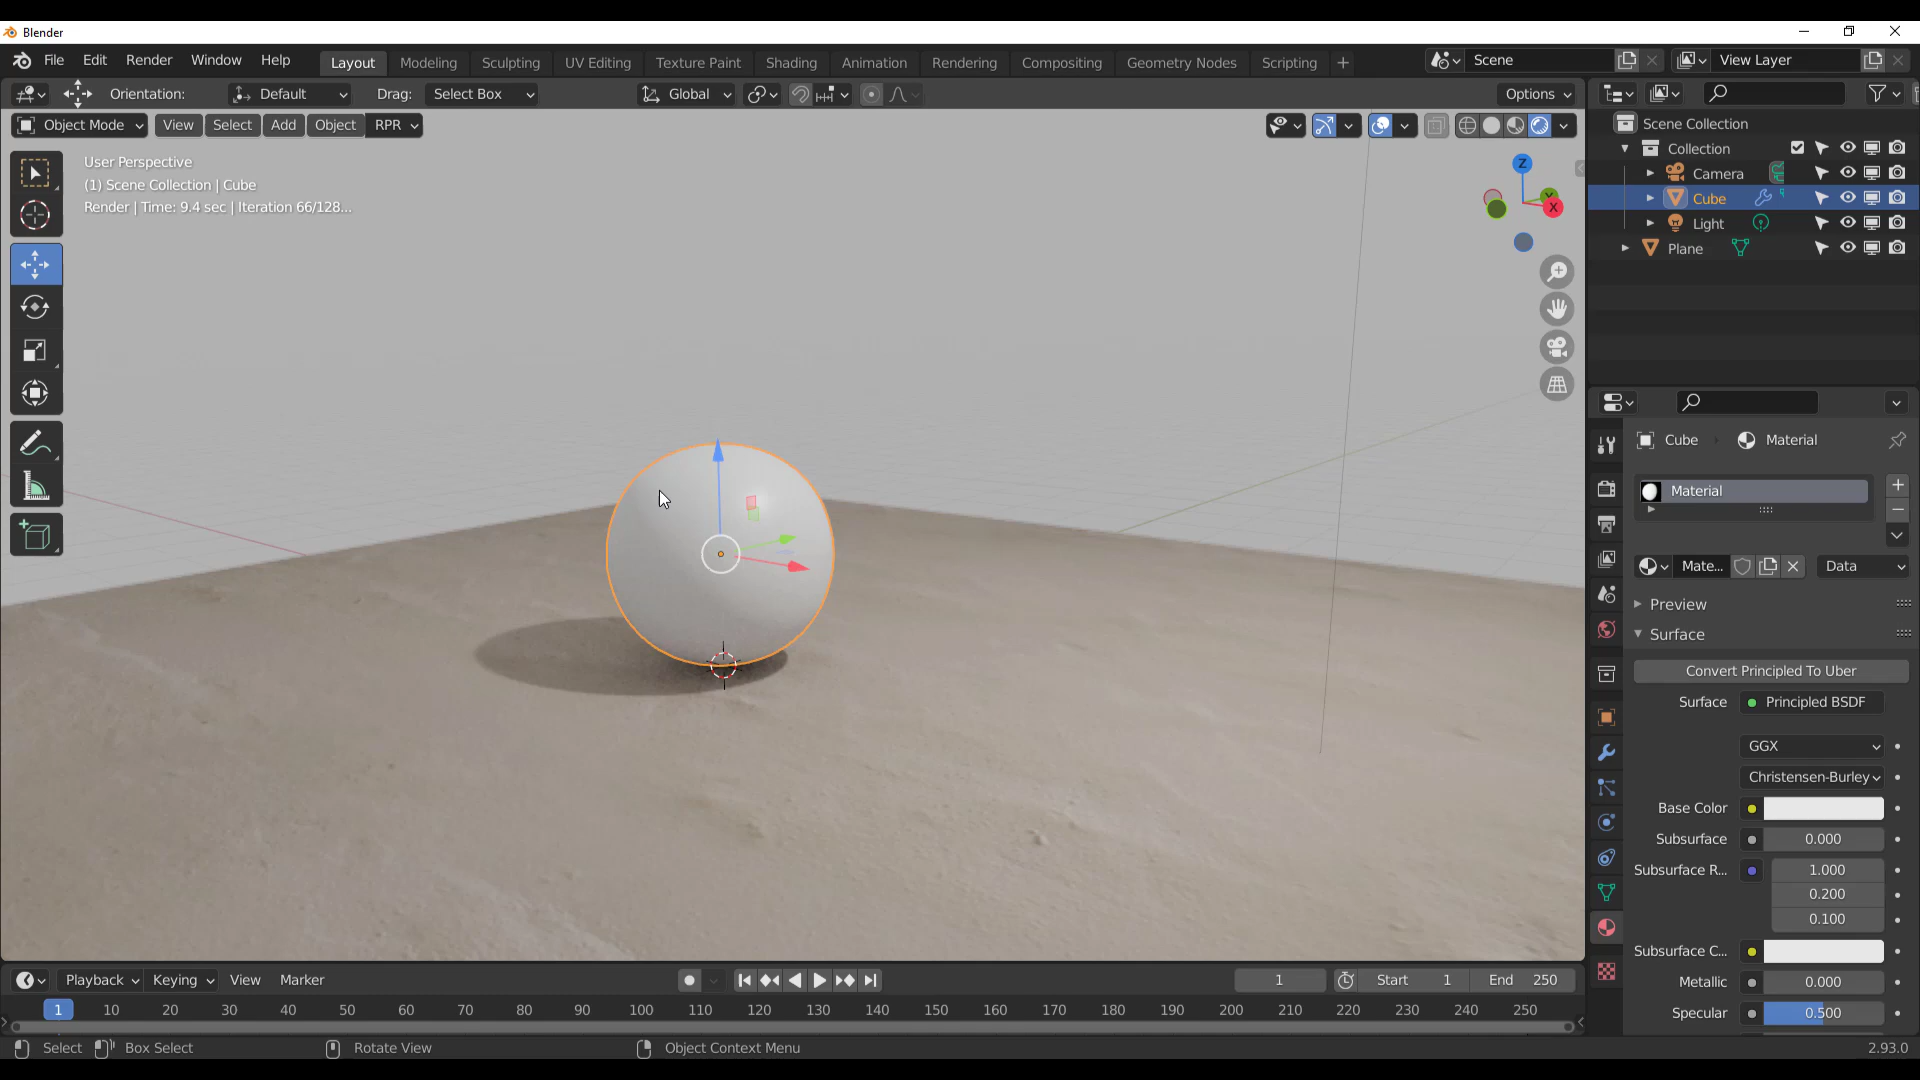 Blender
File Edit Render Window Help
Layout Modeling Sculpting UV Editing Texture Paint Shading Animation Rendering Compositing Geometry Nodes Scripting +
Scene
View Layer
Orientation: Default Drag: Select Box Global Options
Object Mode View Select Add Object RPR
User Perspective
(1) Scene Collection | Cube
Render | Time: 9.4 sec | Iteration 66/128...
Z
Y
X
Scene Collection
Collection
Camera
Cube
Light
Plane
Cube Material
Material
Mate... Data
Preview
Surface
Convert Principled To Uber
Surface Principled BSDF
GGX
Christensen-Burley
Base Color
Subsurface 0.000
Subsurface R... 1.000
0.200
0.100
Subsurface C...
Metallic 0.000
Specular 0.500
Playback Keying View Marker 1 Start 1 End 250
1 10 20 30 40 50 60 70 80 90 100 110 120 130 140 150 160 170 180 190 200 210 220 230 240 250
Select Box Select Rotate View Object Context Menu 2.93.0